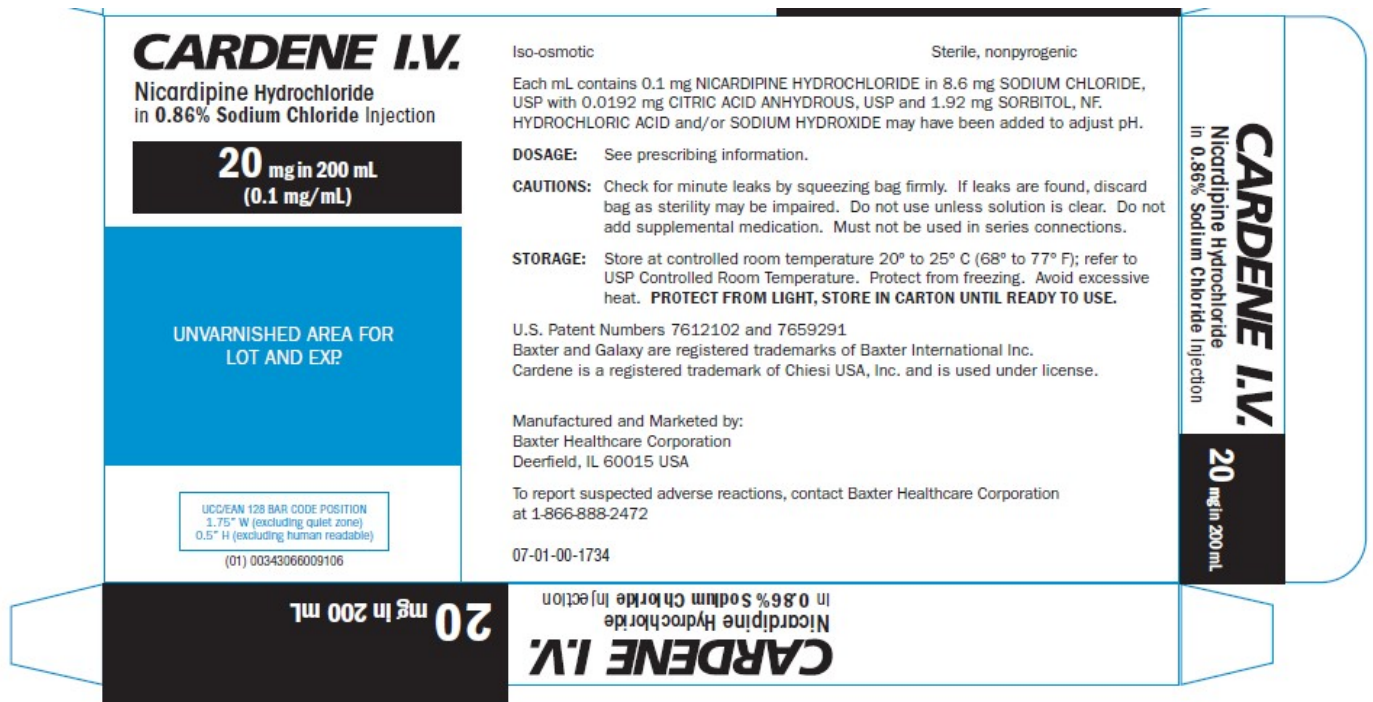 CARDENE I.V.
Nicardipine Hydrochloride
in 0.86% Sodium Chloride Injection
20 mg in 200 mL
(0.1 mg/mL)
UNVARNISHED AREA FOR
LOT AND EXP.
UCC/EAN 128 BAR CODE POSITION
1.75" W (excluding quiet zone)
0.5" H (excluding human readable)
(01) 00343066009106
Iso-osmotic Sterile, nonpyrogenic
Each mL contains 0.1 mg NICARDIPINE HYDROCHLORIDE in 8.6 mg SODIUM CHLORIDE,
USP with 0.0192 mg CITRIC ACID ANHYDROUS, USP and 1.92 mg SORBITOL, NF.
HYDROCHLORIC ACID and/or SODIUM HYDROXIDE may have been added to adjust pH.
DOSAGE: See prescribing information.
CAUTIONS: Check for minute leaks by squeezing bag firmly. If leaks are found, discard
bag as sterility may be impaired. Do not use unless solution is clear. Do not
add supplemental medication. Must not be used in series connections.
STORAGE: Store at controlled room temperature 20º to 25º C (68º to 77º F); refer to
USP Controlled Room Temperature. Protect from freezing. Avoid excessive
heat. PROTECT FROM LIGHT, STORE IN CARTON UNTIL READY TO USE.
U.S. Patent Numbers 7612102 and 7659291
Baxter and Galaxy are registered trademarks of Baxter International Inc.
Cardene is a registered trademark of Chiesi USA, Inc. and is used under license.
Manufactured and Marketed by:
Baxter Healthcare Corporation
Deerfield, IL 60015 USA
To report suspected adverse reactions, contact Baxter Healthcare Corporation
at 1-866-888-2472
07-01-00-1734
CARDENE I.V.
Nicardipine Hydrochloride
in 0.86% Sodium Chloride Injection
20 mg in 200 mL
CARDENE I.V.
Nicardipine Hydrochloride
in 0.86% Sodium Chloride Injection
20 mg in 200 mL